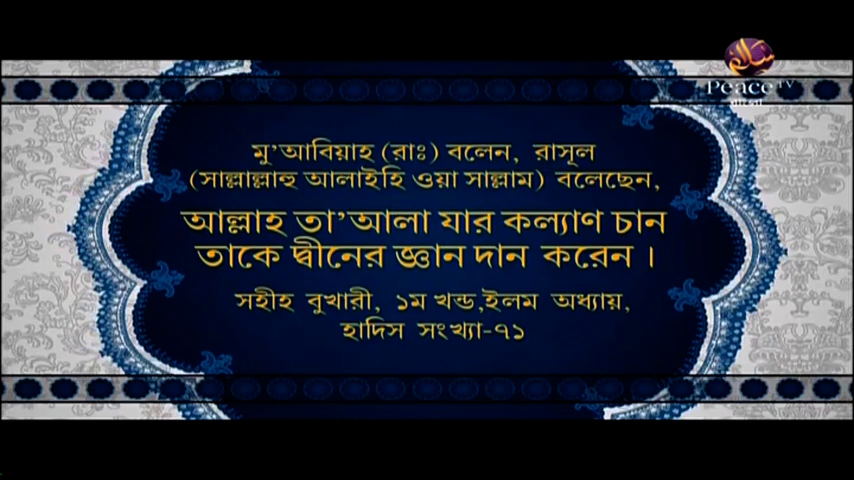 Peace TV
বাংলা
মু’আবিয়াহ (রাঃ) বলেন, রাসূল
(সাল্লাল্লাহু আলাইহি ওয়া সাল্লাম) বলেছেন,
আল্লাহ তা’আলা যার কল্যাণ চান
তাকে দ্বীনের জ্ঞান দান করেন ।
সহীহ বুখারী, ১ম খন্ড,ইলম অধ্যায়,
হাদিস সংখ্যা-৭১